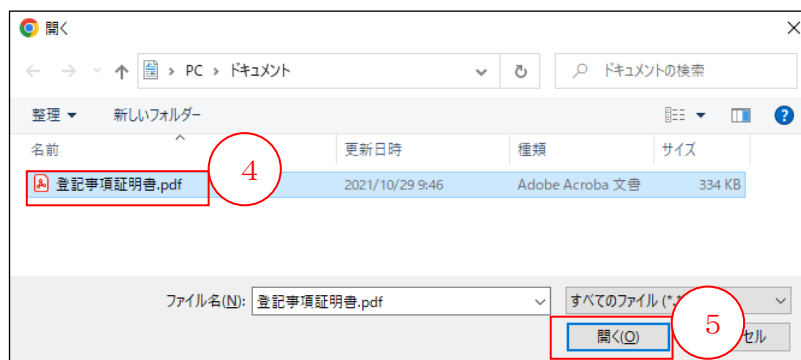 開く
PC › ドキュメント
ドキュメントの検索
整理 新しいフォルダー
名前 更新日時 種類 サイズ
登記事項証明書.pdf 2021/10/29 9:46 Adobe Acroba 文書 334 KB
4
ファイル名(N): 登記事項証明書.pdf すべてのファイル (*.*
開く(O) セル
5